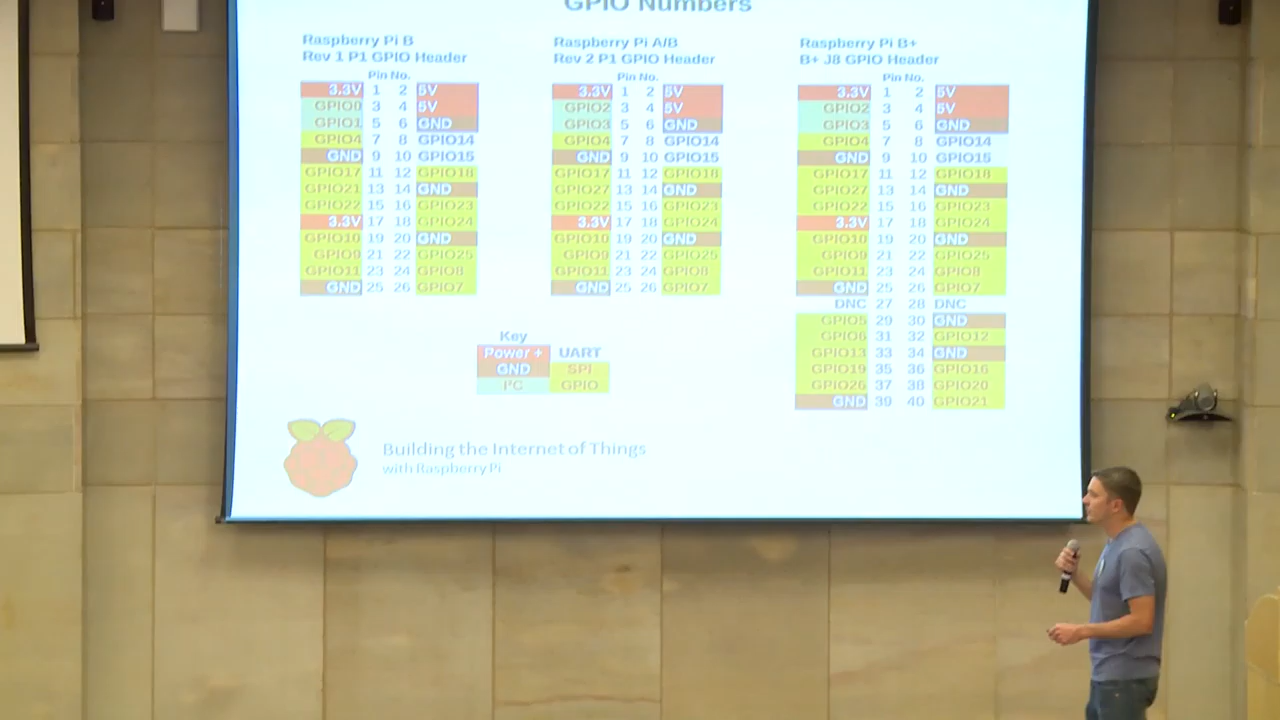 GPIO Numbers
Raspberry Pi B
Rev 1 P1 GPIO Header
Pin No.
3.3V 1 2 5V
GPIO0 3 4 5V
GPIO1 5 6 GND
GPIO4 7 8 GPIO14
GND 9 10 GPIO15
GPIO17 11 12 GPIO18
GPIO21 13 14 GND
GPIO22 15 16 GPIO23
3.3V 17 18 GPIO24
GPIO10 19 20 GND
GPIO9 21 22 GPIO25
GPIO11 23 24 GPIO8
GND 25 26 GPIO7
Raspberry Pi A/B
Rev 2 P1 GPIO Header
Pin No.
3.3V 1 2 5V
GPIO2 3 4 5V
GPIO3 5 6 GND
GPIO4 7 8 GPIO14
GND 9 10 GPIO15
GPIO17 11 12 GPIO18
GPIO27 13 14 GND
GPIO22 15 16 GPIO23
3.3V 17 18 GPIO24
GPIO10 19 20 GND
GPIO9 21 22 GPIO25
GPIO11 23 24 GPIO8
GND 25 26 GPIO7
Raspberry Pi B+
B+ J8 GPIO Header
Pin No.
3.3V 1 2 5V
GPIO2 3 4 5V
GPIO3 5 6 GND
GPIO4 7 8 GPIO14
GND 9 10 GPIO15
GPIO17 11 12 GPIO18
GPIO27 13 14 GND
GPIO22 15 16 GPIO23
3.3V 17 18 GPIO24
GPIO10 19 20 GND
GPIO9 21 22 GPIO25
GPIO11 23 24 GPIO8
GND 25 26 GPIO7
DNC 27 28 DNC
GPIO5 29 30 GND
GPIO6 31 32 GPIO12
GPIO13 33 34 GND
GPIO19 35 36 GPIO16
GPIO26 37 38 GPIO20
GND 39 40 GPIO21
Key
Power + UART
GND SPI
I²C GPIO
Building the Internet of Things
with Raspberry Pi